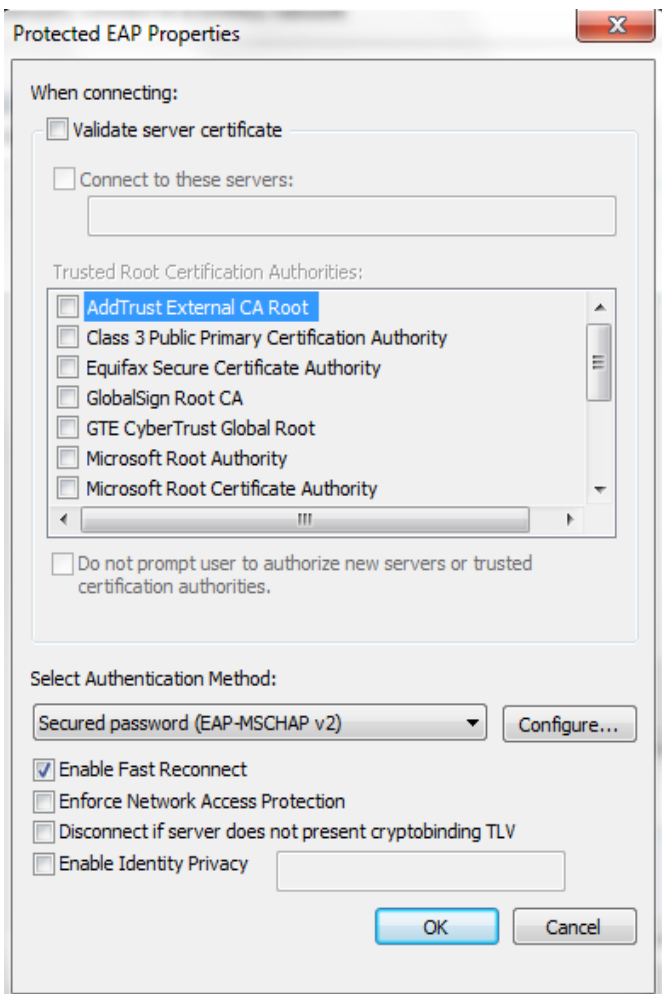 Protected EAP Properties
When connecting:
Validate server certificate
Connect to these servers:
Trusted Root Certification Authorities:
AddTrust External CA Root
Class 3 Public Primary Certification Authority
Equifax Secure Certificate Authority
GlobalSign Root CA
GTE CyberTrust Global Root
Microsoft Root Authority
Microsoft Root Certificate Authority
Do not prompt user to authorize new servers or trusted
certification authorities.
Select Authentication Method:
Secured password (EAP-MSCHAP v2) Configure...
Enable Fast Reconnect
Enforce Network Access Protection
Disconnect if server does not present cryptobinding TLV
Enable Identity Privacy
OK Cancel